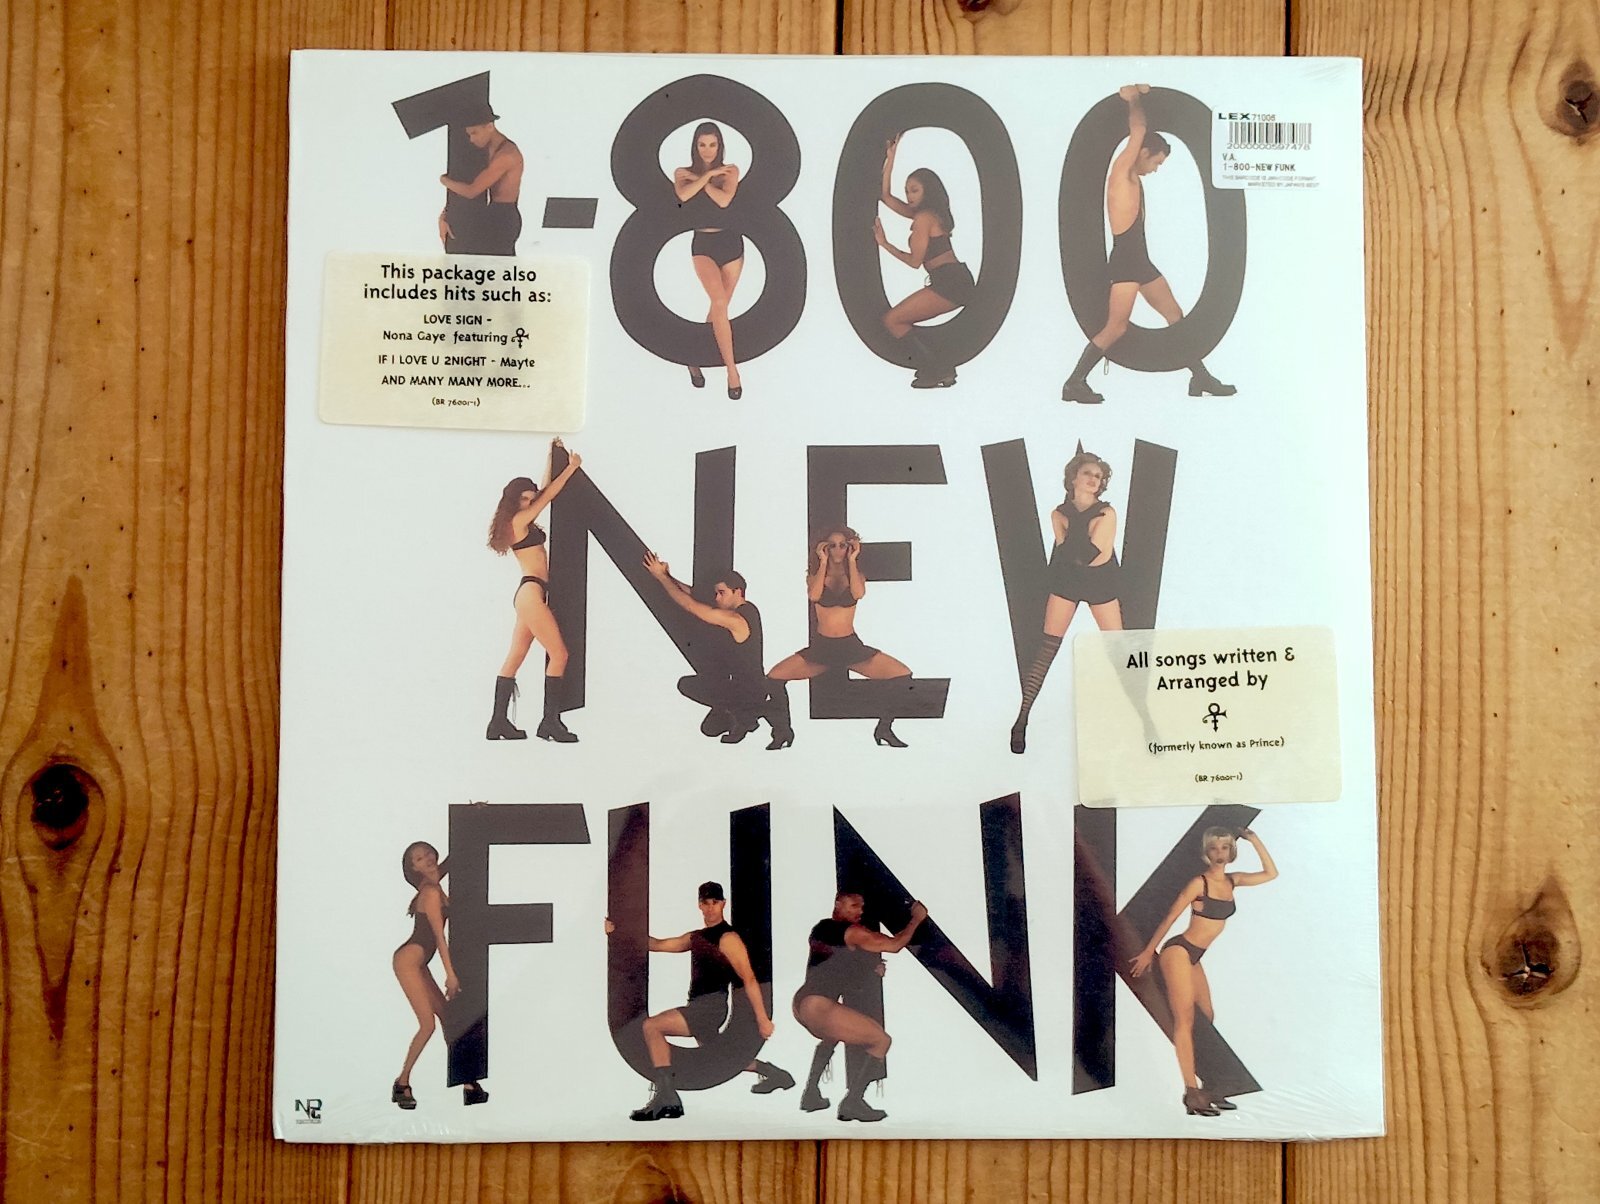 1-800
LEX 71006
2000000597478
V.A.
1-800-NEW FUNK
This package also
includes hits such as:
LOVE SIGN -
Nona Gaye featuring
IF I LOVE U 2NIGHT - Mayte
AND MANY MANY MORE...
(BR 76001-1)
NEW
All songs written &
Arranged by
(formerly known as Prince)
(BR 76001-1)
FUNK
NPG